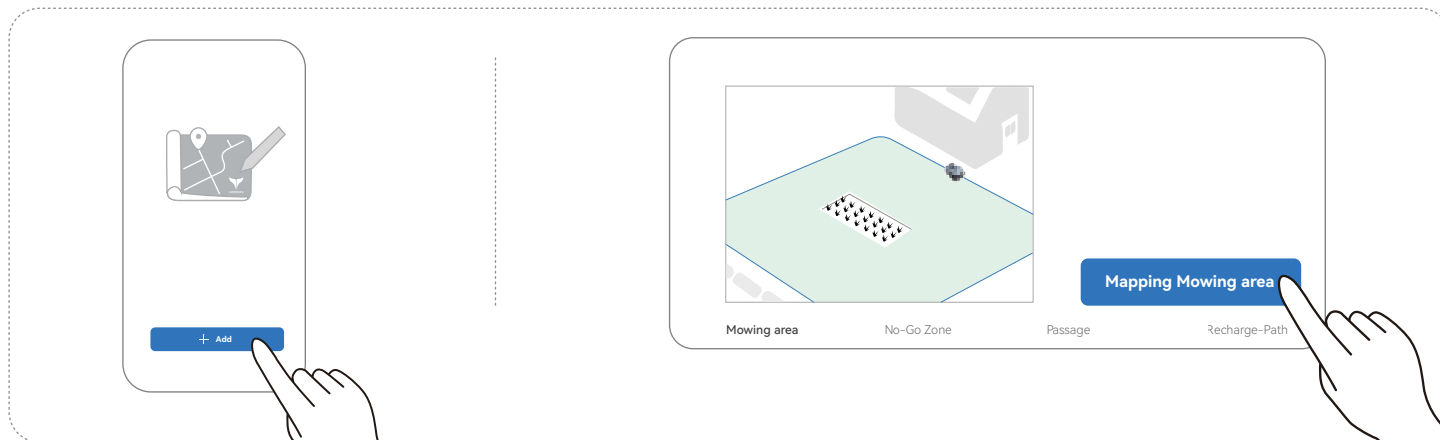 Add
Mapping Mowing area
Mowing area
No-Go Zone
Passage
Recharge-Path